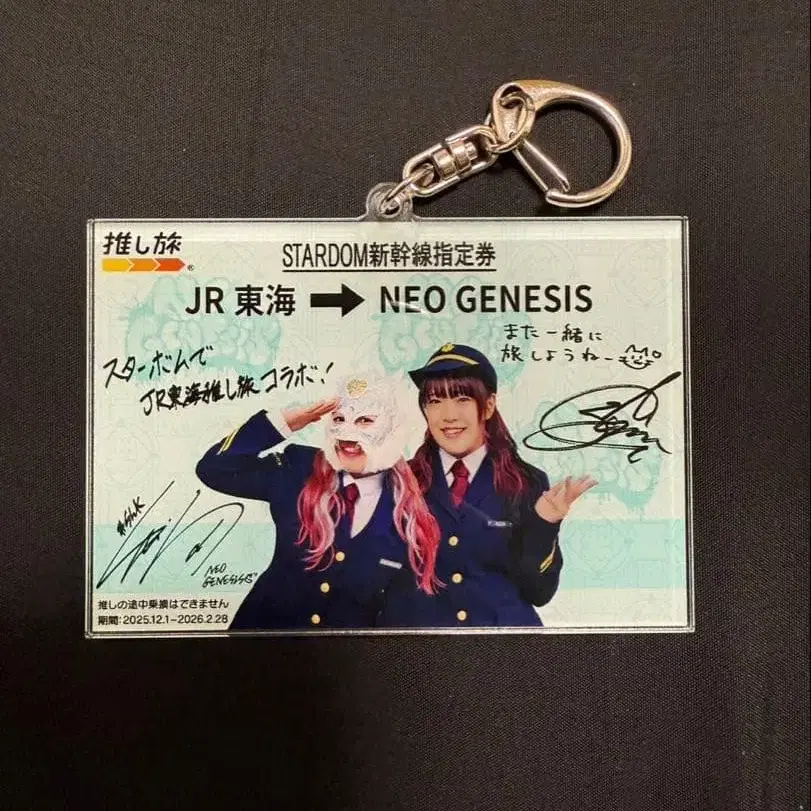 推し旅
®
STARDOM新幹線指定券
JR 東海 → NEO GENESIS
また一緒に
旅しようねー
スターボムで
JR東海推し旅コラボ!
NEO
GENESIS
推しの途中乗換はできません
期間:2025.12.1~2026.2.28